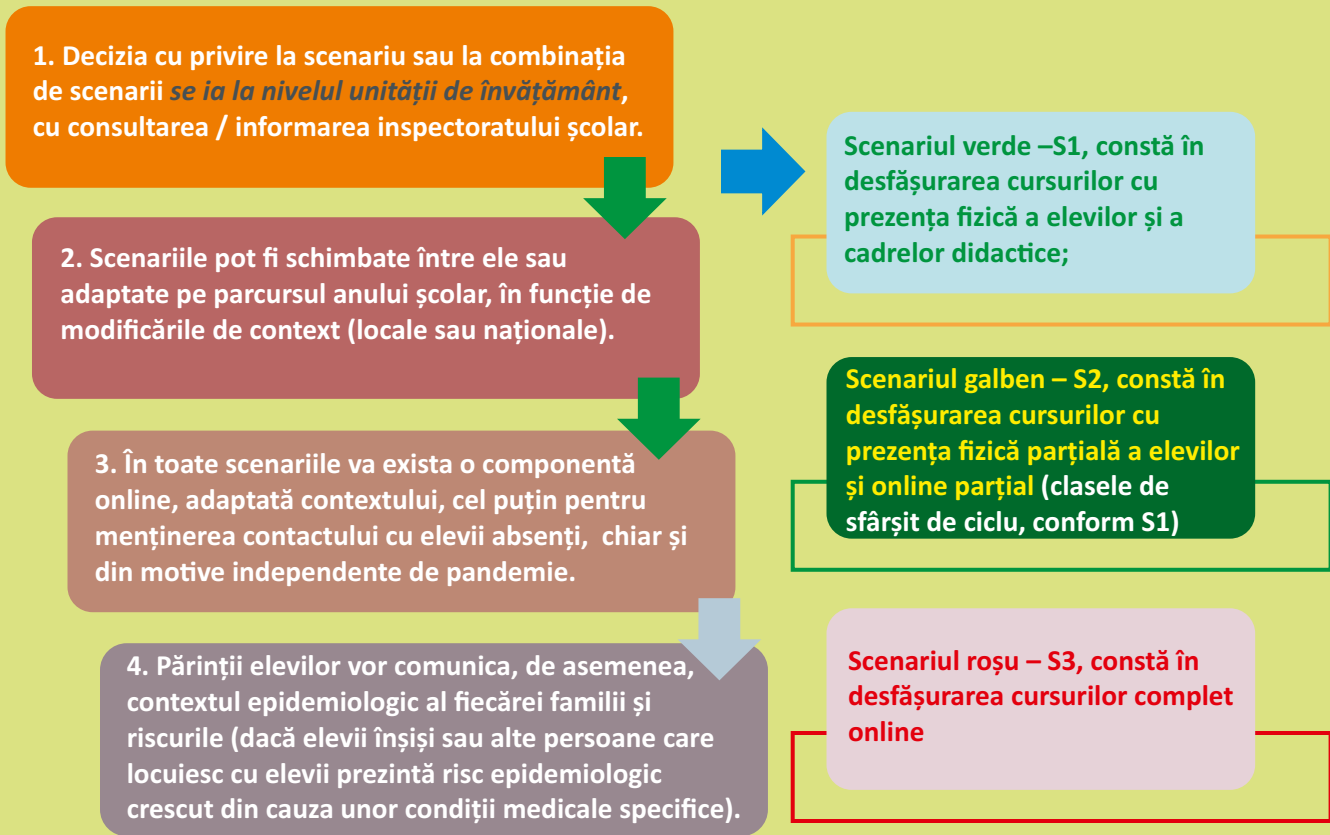 1. Decizia cu privire la scenariu sau la combinația
de scenarii se ia la nivelul unității de învățământ,
cu consultarea / informarea inspectoratului școlar.
2. Scenariile pot fi schimbate între ele sau
adaptate pe parcursul anului școlar, în funcție de
modificările de context (locale sau naționale).
3. În toate scenariile va exista o componentă
online, adaptată contextului, cel puțin pentru
menținerea contactului cu elevii absenți, chiar și
din motive independente de pandemie.
4. Părinții elevilor vor comunica, de asemenea,
contextul epidemiologic al fiecărei familii și
riscurile (dacă elevii înșiși sau alte persoane care
locuiesc cu elevii prezintă risc epidemiologic
crescut din cauza unor condiții medicale specifice).
Scenariul verde –S1, constă în
desfășurarea cursurilor cu
prezența fizică a elevilor și a
cadrelor didactice;
Scenariul galben – S2, constă în
desfășurarea cursurilor cu
prezența fizică parțială a elevilor
și online parțial (clasele de
sfârșit de ciclu, conform S1)
Scenariul roșu – S3, constă în
desfășurarea cursurilor complet
online